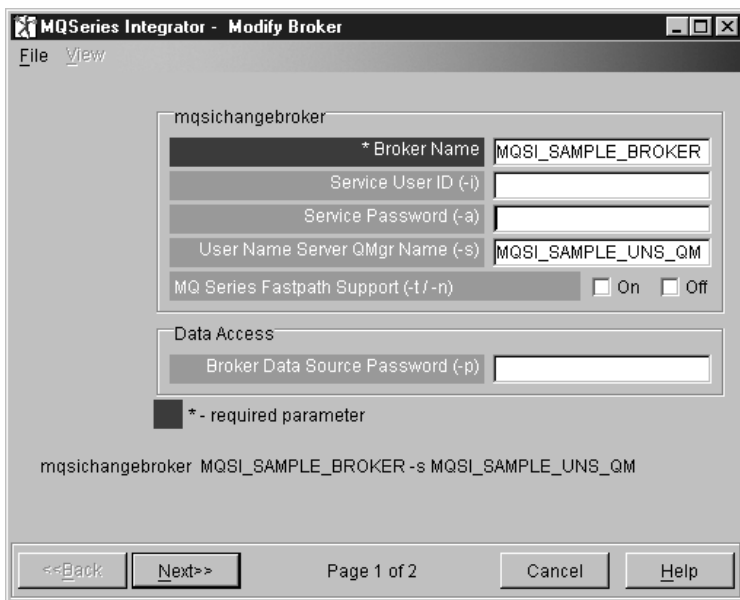 MQSeries Integrator - Modify Broker
File View
mqsichangebroker
* Broker Name MQSI_SAMPLE_BROKER
Service User ID (-i)
Service Password (-a)
User Name Server QMgr Name (-s) MQSI_SAMPLE_UNS_QM
MQ Series Fastpath Support (-t / -n) On Off
Data Access
Broker Data Source Password (-p)
* - required parameter
mqsichangebroker MQSI_SAMPLE_BROKER -s MQSI_SAMPLE_UNS_QM
<<Back Next>> Page 1 of 2 Cancel Help